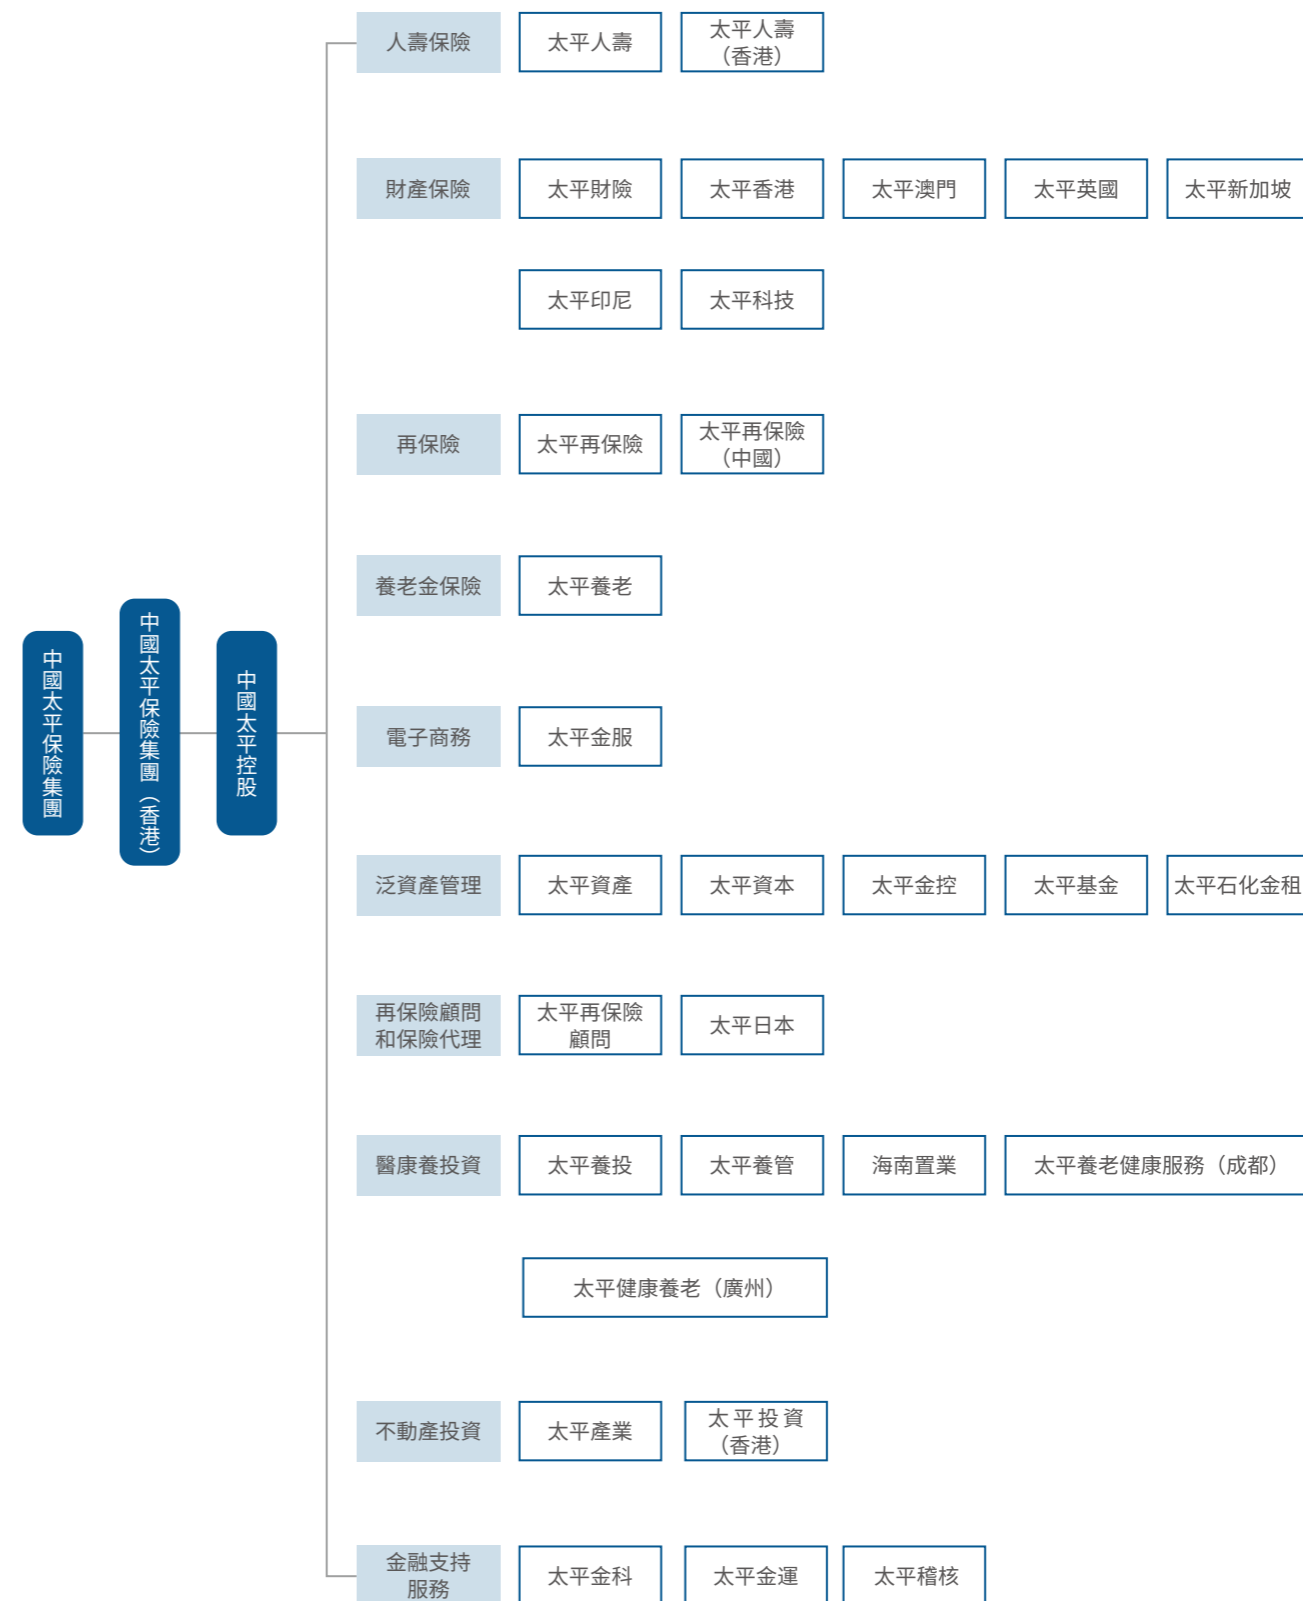 中國太平保險集團
中國太平保險集團（香港）
中國太平控股
人壽保險
太平人壽
太平人壽
（香港）
財產保險
太平財險
太平香港
太平澳門
太平英國
太平新加坡
太平印尼
太平科技
再保險
太平再保險
太平再保險
（中國）
養老金保險
太平養老
電子商務
太平金服
泛資產管理
太平資產
太平資本
太平金控
太平基金
太平石化金租
再保險顧問
和保險代理
太平再保險
顧問
太平日本
醫康養投資
太平養投
太平養管
海南置業
太平養老健康服務（成都）
太平健康養老（廣州）
不動產投資
太平產業
太平投資
（香港）
金融支持
服務
太平金科
太平金運
太平稽核